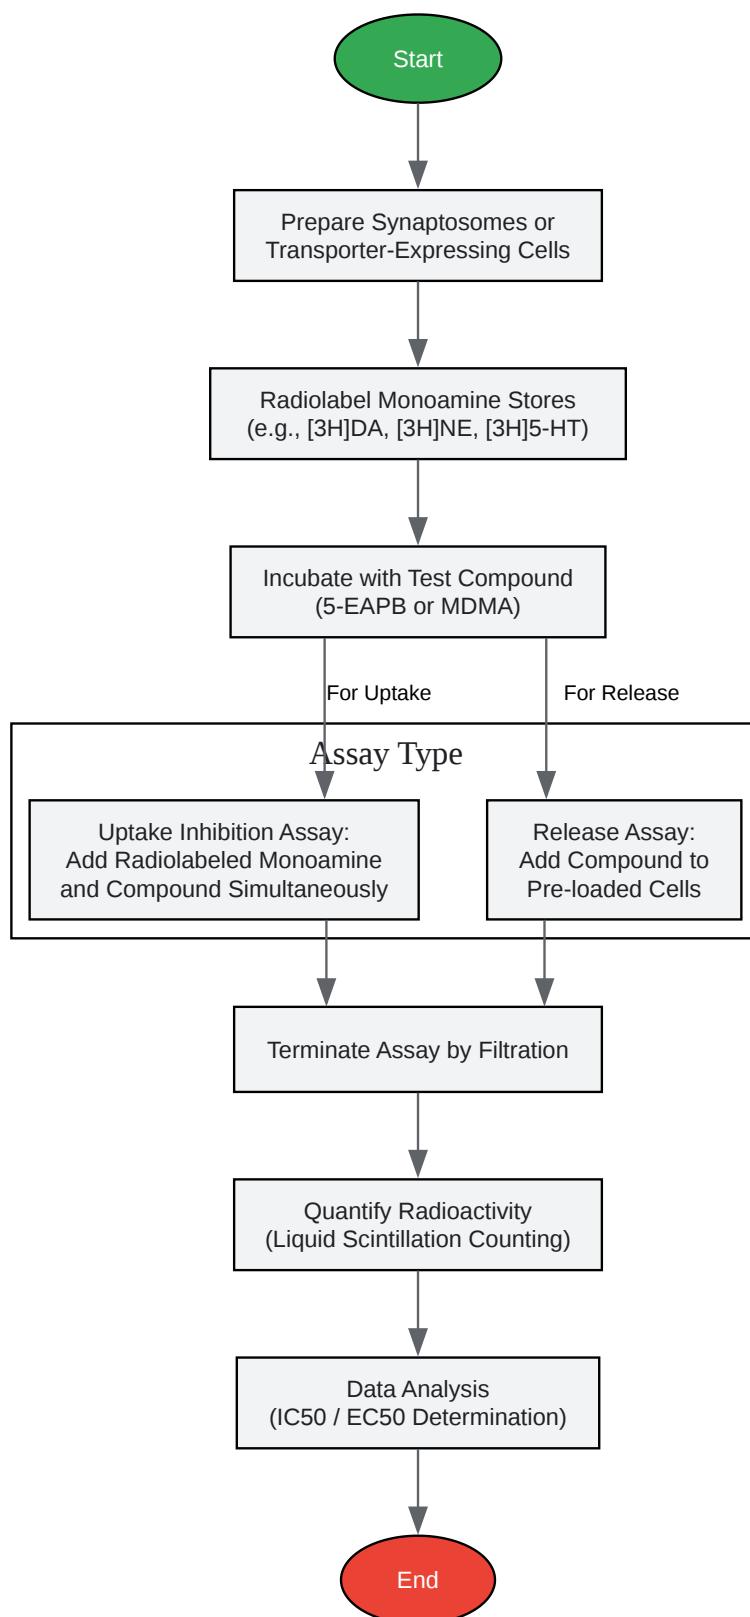 Start
Prepare Synaptosomes or
Transporter-Expressing Cells
Radiolabel Monoamine Stores
(e.g., [3H]DA, [3H]NE, [3H]5-HT)
Incubate with Test Compound
(5-EAPB or MDMA)
For Uptake
For Release
Assay Type
Uptake Inhibition Assay:
Add Radiolabeled Monoamine
and Compound Simultaneously
Release Assay:
Add Compound to
Pre-loaded Cells
Terminate Assay by Filtration
Quantify Radioactivity
(Liquid Scintillation Counting)
Data Analysis
(IC50 / EC50 Determination)
End